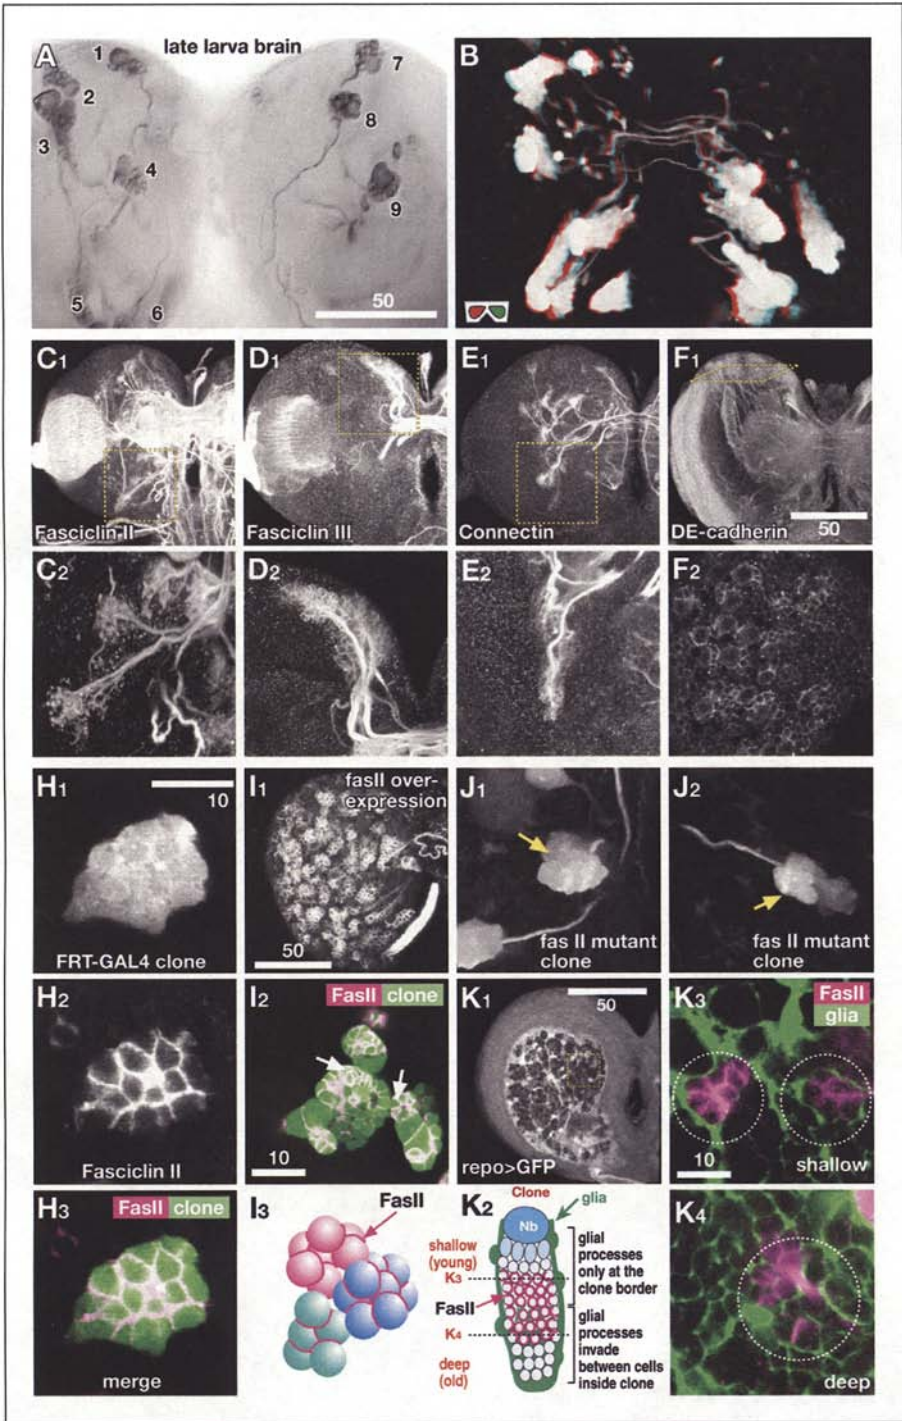 A
late larva brain
1
2
3
4
5
6
7
8
9
50
B
C1
Fasciclin II
D1
Fasciclin III
E1
Connectin
F1
50
DE-cadherin
C2
D2
E2
F2
H1
10
FRT-GAL4 clone
I1
fasII over-
expression
50
J1
fas II mutant
clone
J2
fas II mutant
clone
H2
Fasciclin II
I2
FasII clone
10
K1
50
repo>GFP
K3
FasII
glia
10
shallow
H3
FasII clone
merge
I3
FasII
K2
Clone
glia
Nb
shallow
(young)
K3
FasII
K4
deep
(old)
glial
processes
only at the
clone border
glial
processes
invade
between cells
inside clone
K4
deep